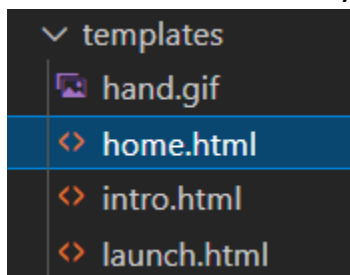 templates
hand.gif
home.html
intro.html
launch.html